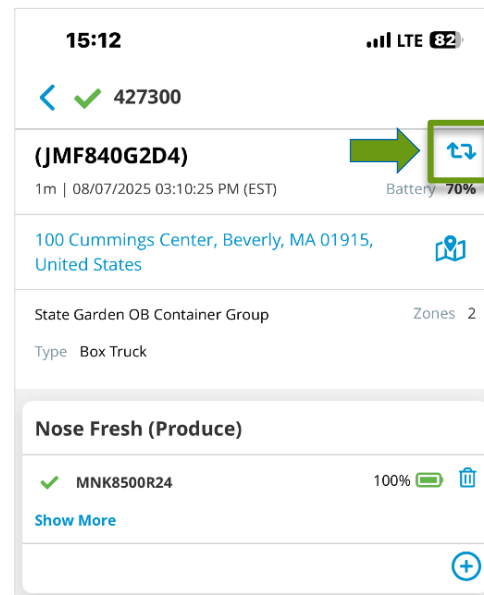 15:12 LTE 82
427300
(JMF840G2D4)
1m | 08/07/2025 03:10:25 PM (EST) Battery 70%
100 Cummings Center, Beverly, MA 01915,
United States
State Garden OB Container Group Zones 2
Type Box Truck
Nose Fresh (Produce)
MNK8500R24 100%
Show More